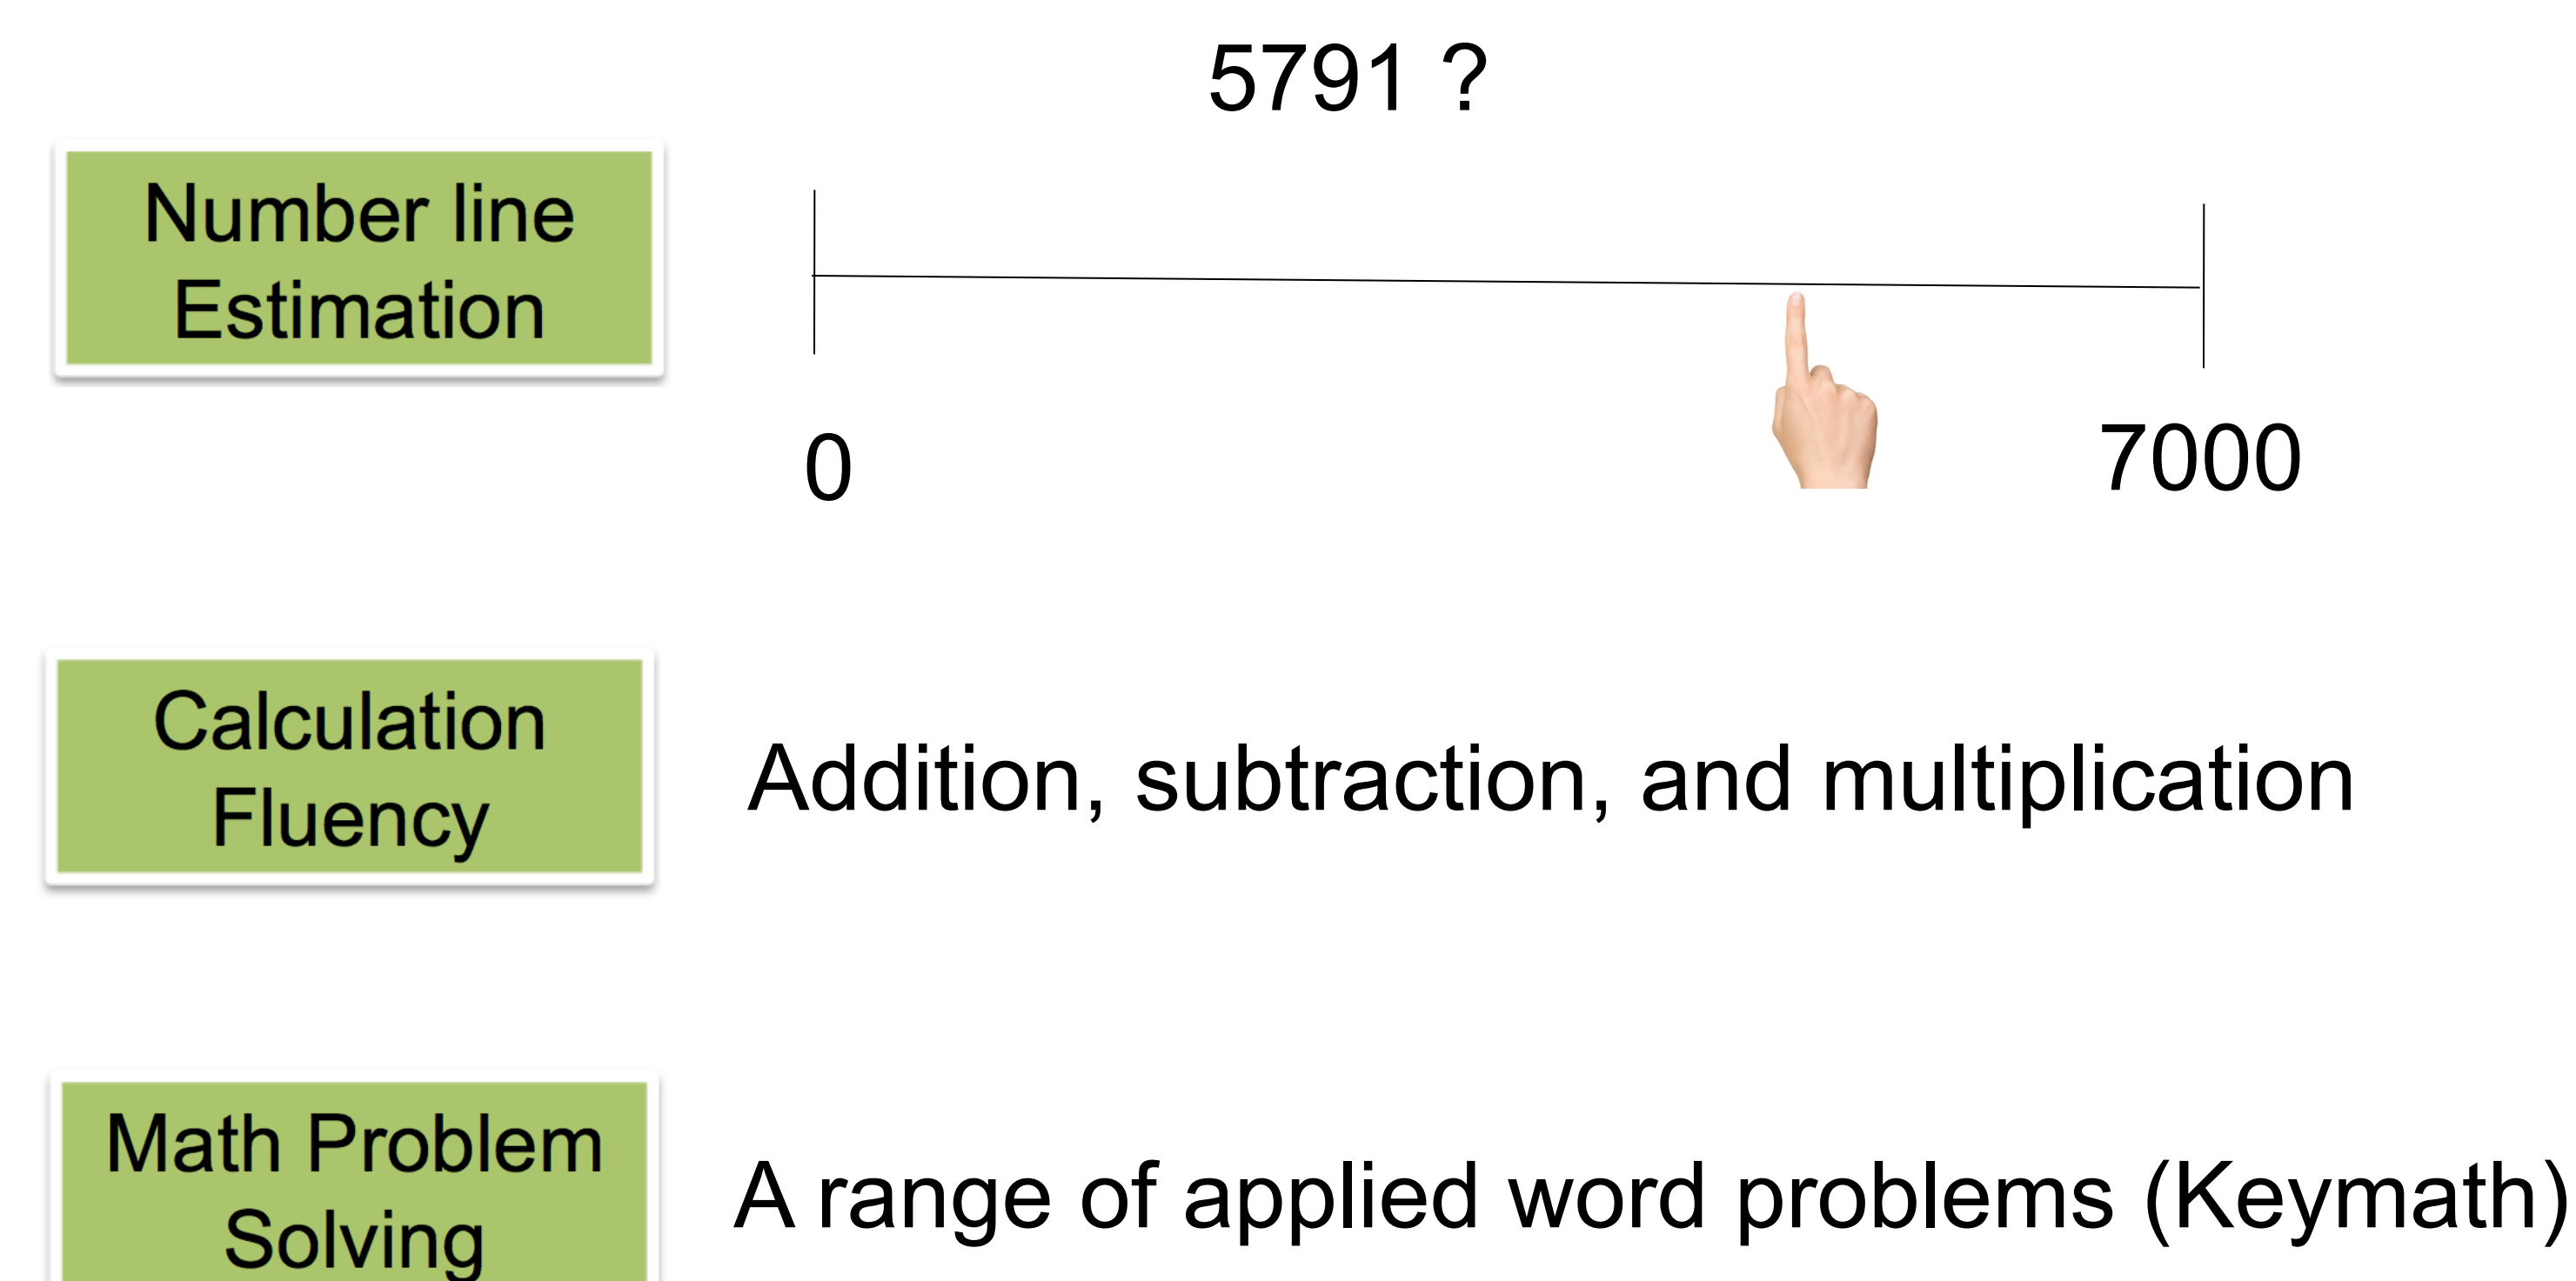 5791 ?
Number line
Estimation
0
7000
Calculation
Fluency
Addition, subtraction, and multiplication
Math Problem
Solving
A range of applied word problems (Keymath)